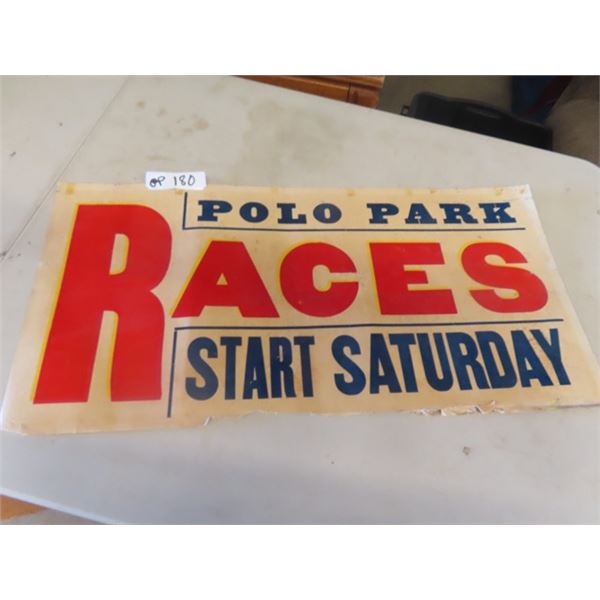 OP 180
POLO PARK
RACES
START SATURDAY